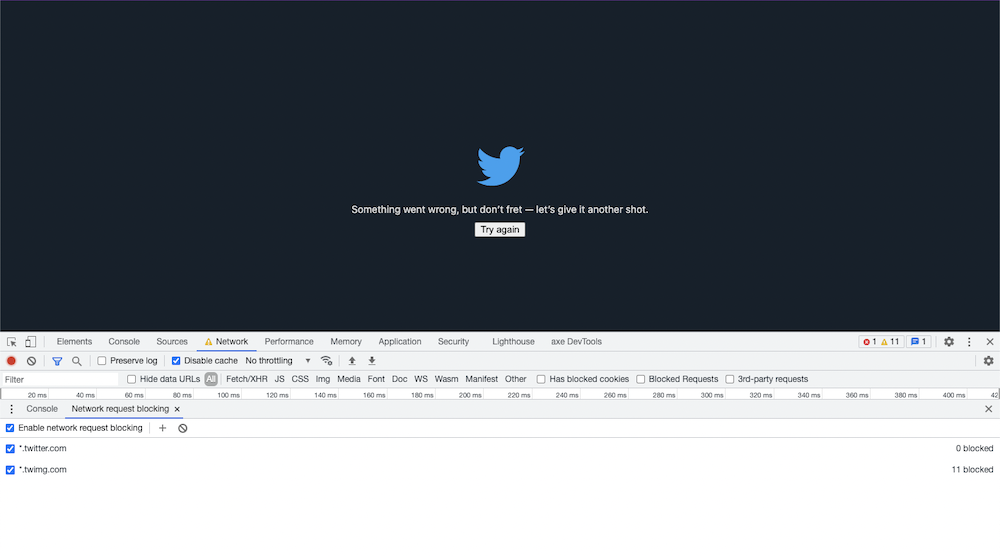 Something went wrong, but don’t fret — let’s give it another shot.
Try again
Elements Console Sources Network Performance Memory Application Security Lighthouse axe DevTools 1 11 1
Preserve log Disable cache No throttling
Filter Hide data URLs All Fetch/XHR JS CSS Img Media Font Doc WS Wasm Manifest Other Has blocked cookies Blocked Requests 3rd-party requests
20 ms 40 ms 60 ms 80 ms 100 ms 120 ms 140 ms 160 ms 180 ms 200 ms 220 ms 240 ms 260 ms 280 ms 300 ms 320 ms 340 ms 360 ms 380 ms 400 ms 42
Console Network request blocking
Enable network request blocking
*.twitter.com 0 blocked
*.twimg.com 11 blocked